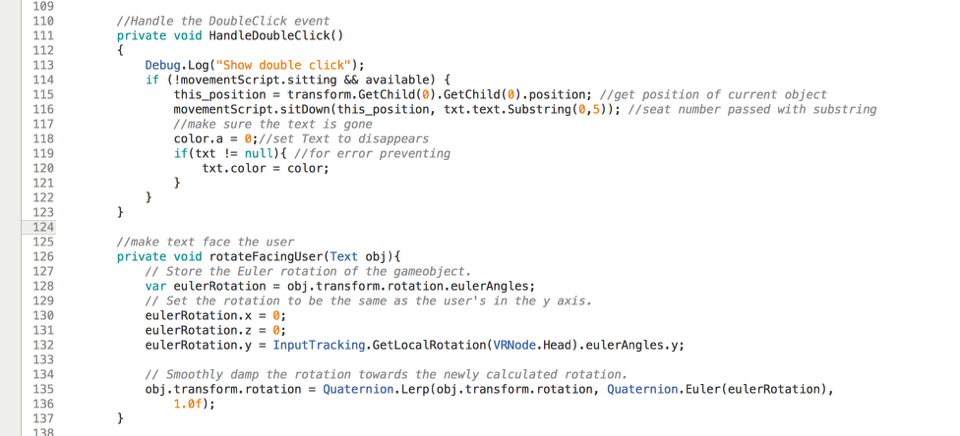 109
110 //Handle the DoubleClick event
111 private void HandleDoubleClick()
112 {
113 Debug.Log("Show double click");
114 if (!movementScript.sitting && available) {
115 this_position = transform.GetChild(0).GetChild(0).position; //get position of current object
116 movementScript.sitDown(this_position, txt.text.Substring(0,5)); //seat number passed with substring
117 //make sure the text is gone
118 color.a = 0;//set Text to disappears
119 if(txt != null){ //for error preventing
120 txt.color = color;
121 }
122 }
123 }
124
125 //make text face the user
126 private void rotateFacingUser(Text obj){
127 // Store the Euler rotation of the gameobject.
128 var eulerRotation = obj.transform.rotation.eulerAngles;
129 // Set the rotation to be the same as the user's in the y axis.
130 eulerRotation.x = 0;
131 eulerRotation.z = 0;
132 eulerRotation.y = InputTracking.GetLocalRotation(VRNode.Head).eulerAngles.y;
133
134 // Smoothly damp the rotation towards the newly calculated rotation.
135 obj.transform.rotation = Quaternion.Lerp(obj.transform.rotation, Quaternion.Euler(eulerRotation),
136 1.0f);
137 }
138